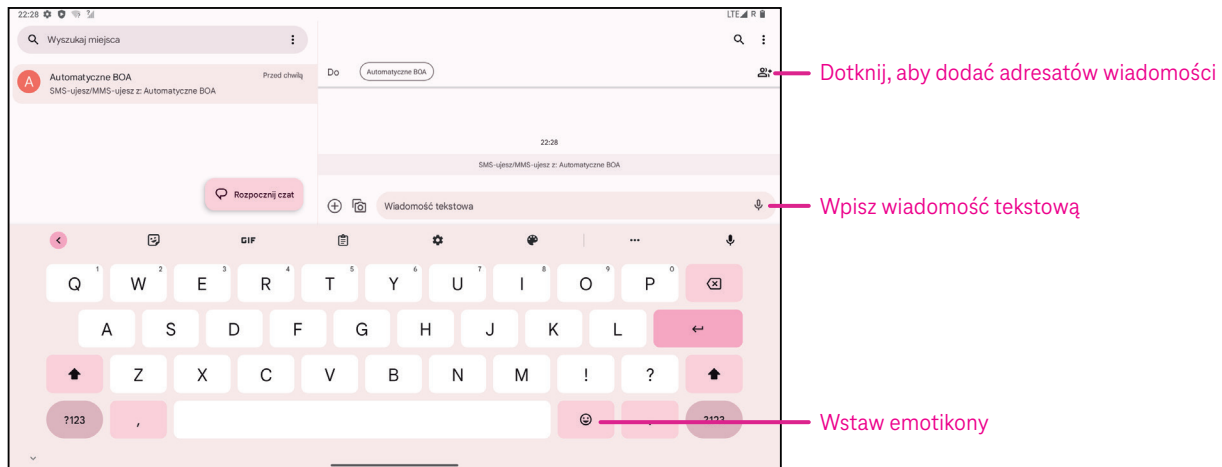 22:28
LTE R
Wyszukaj miejsca
A
Automatyczne BOA
Przed chwilą
SMS-ujesz/MMS-ujesz z: Automatyczne BOA
Rozpocznij czat
Do
Automatyczne BOA
Dotknij, aby dodać adresatów wiadomości
22:28
SMS-ujesz/MMS-ujesz z: Automatyczne BOA
Wiadomość tekstowa
Wpisz wiadomość tekstową
GIF
Q 1 W 2 E 3 R 4 T 5 Y 6 U 7 I 8 O 9 P 0
A S D F G H J K L
Z X C V B N M ! ?
?123 , . ?123
Wstaw emotikony